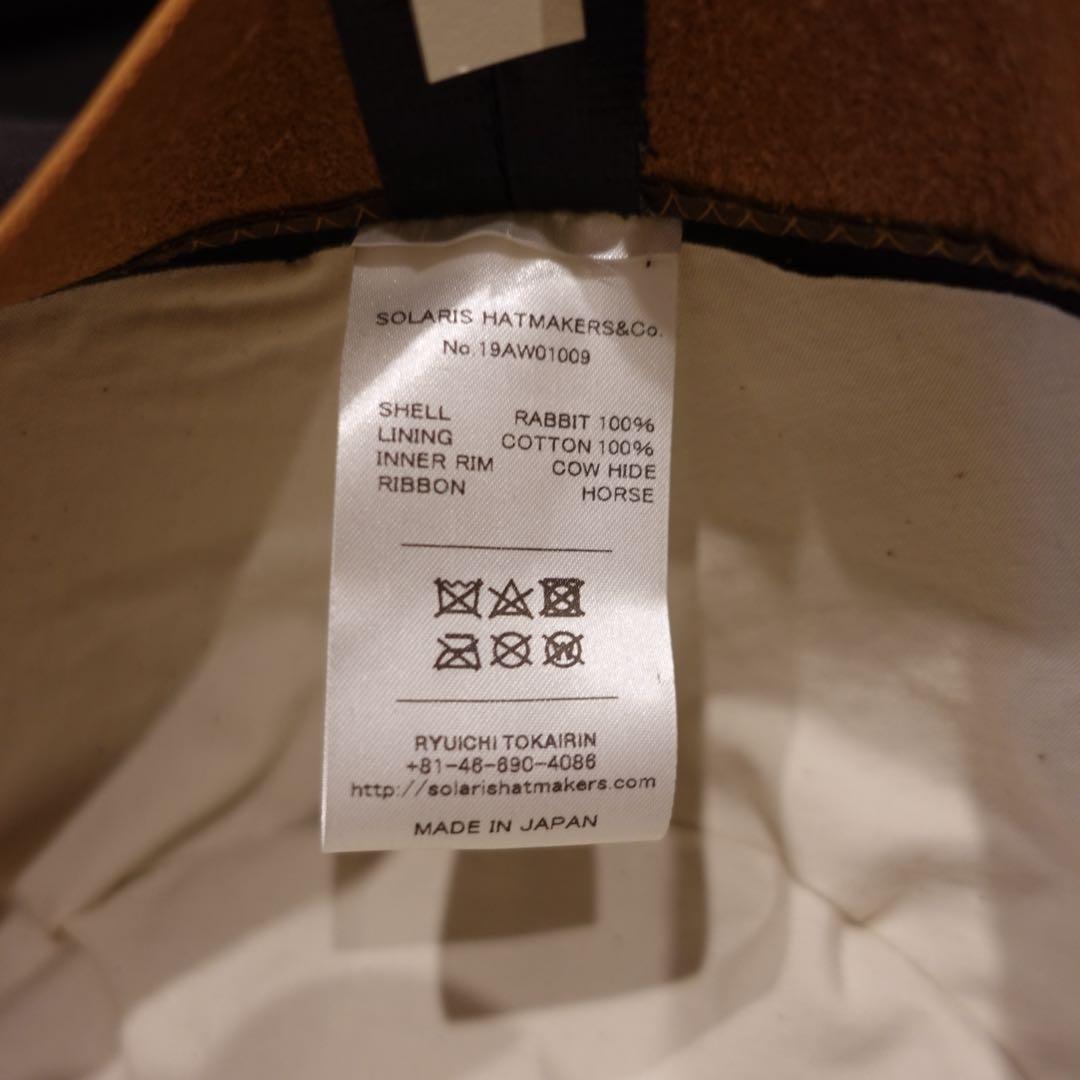 SOLARIS HATMAKERS&Co.
No.19AW01009
SHELL RABBIT 100%
LINING COTTON 100%
INNER RIM COW HIDE
RIBBON HORSE
W
RYUICHI TOKAIRIN
+81-46-690-4086
http://solarishatmakers.com
MADE IN JAPAN